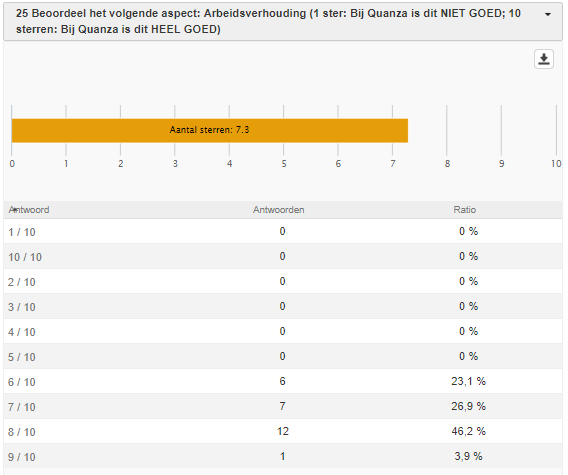 25 Beoordeel het volgende aspect: Arbeidsverhouding (1 ster: Bij Quanza is dit NIET GOED; 10
sterren: Bij Quanza is dit HEEL GOED)
Aantal sterren: 7.3
0 1 2 3 4 5 6 7 8 9 10
Antwoord Antwoorden Ratio
1 / 10 0 0 %
10 / 10 0 0 %
2 / 10 0 0 %
3 / 10 0 0 %
4 / 10 0 0 %
5 / 10 0 0 %
6 / 10 6 23,1 %
7 / 10 7 26,9 %
8 / 10 12 46,2 %
9 / 10 1 3,9 %